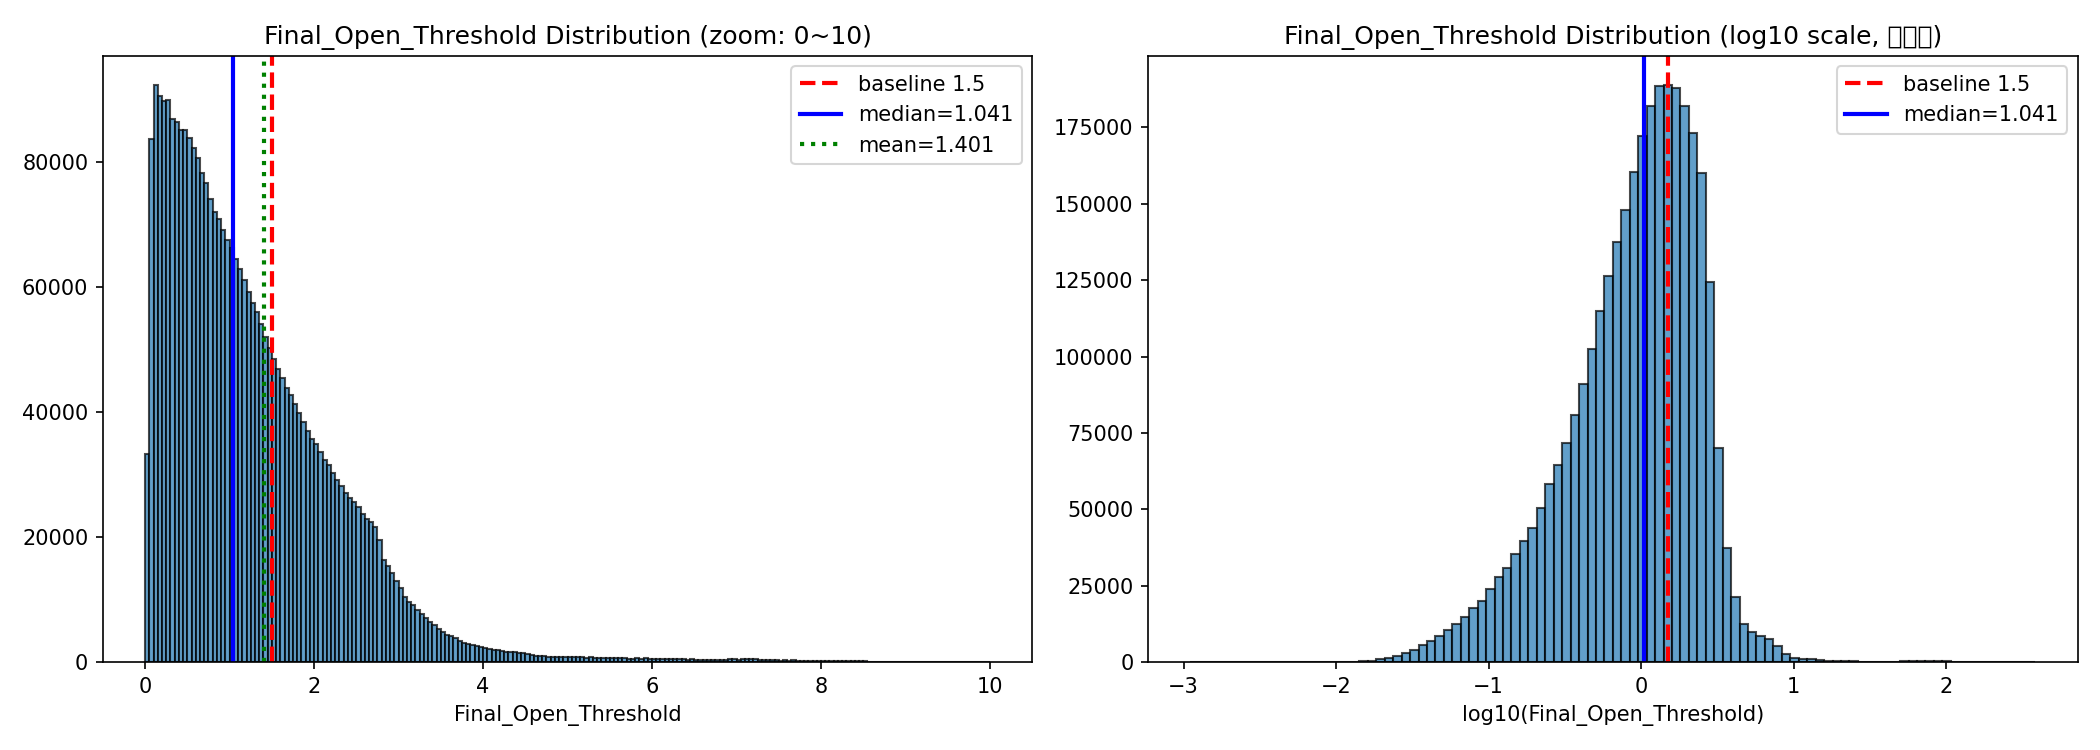 Final_Open_Threshold Distribution (zoom: 0~10)
baseline 1.5
median=1.041
mean=1.401
80000
60000
40000
20000
0
0 2 4 6 8 10
Final_Open_Threshold
Final_Open_Threshold Distribution (log10 scale, )
baseline 1.5
median=1.041
175000
150000
125000
100000
75000
50000
25000
0
−3 −2 −1 0 1 2
log10(Final_Open_Threshold)